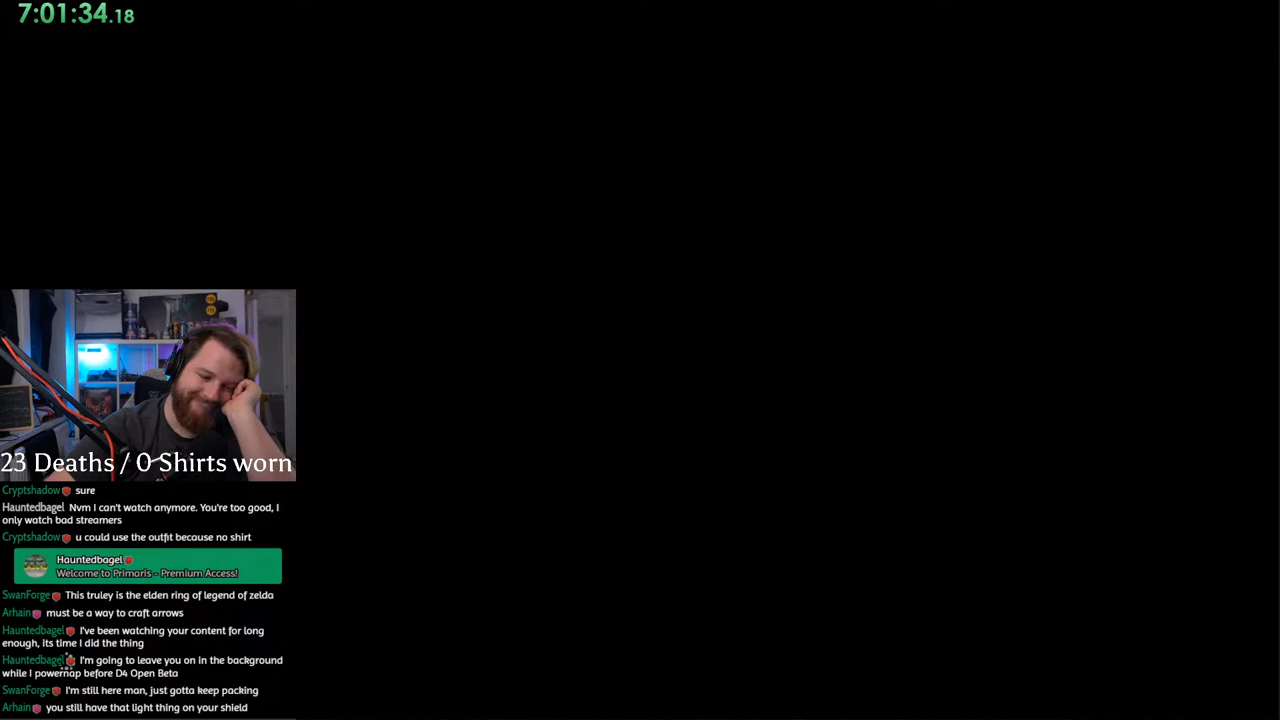 7:01:34.18
23 Deaths / 0 Shirts worn
Cryptshadow sure
Hauntedbagel Nvm I can't watch anymore. You're too good, I
only watch bad streamers
Cryptshadow u could use the outfit because no shirt
Hauntedbagel
Welcome to Primaris - Premium Access!
SwanForge This truley is the elden ring of legend of zelda
Arhain must be a way to craft arrows
Hauntedbagel I've been watching your content for long
enough, its time I did the thing
Hauntedbagel I'm going to leave you on in the background
while I powernap before D4 Open Beta
SwanForge I'm still here man, just gotta keep packing
Arhain you still have that light thing on your shield